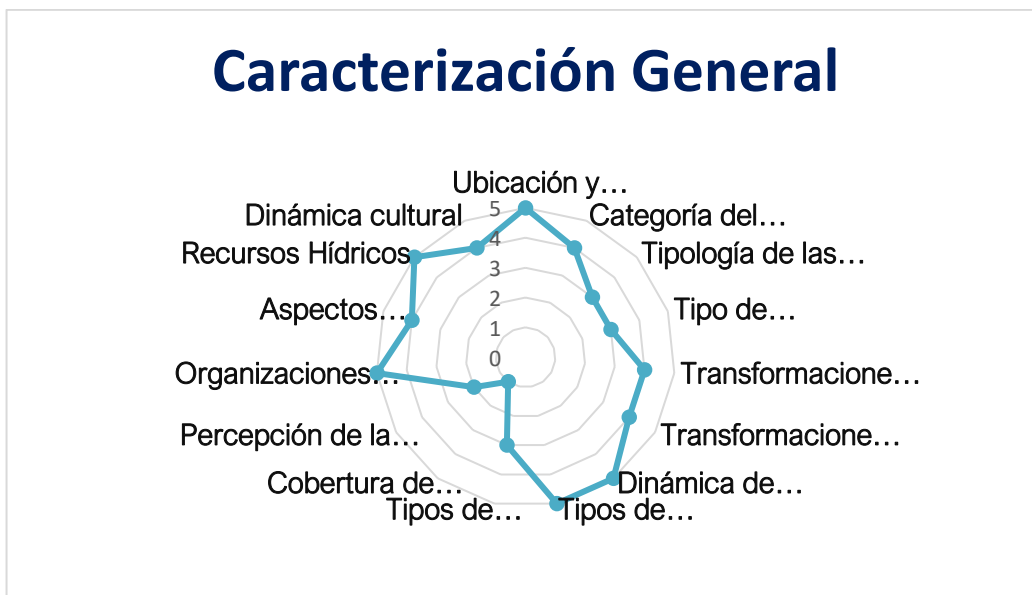 Caracterización General
Ubicación y…
Categoría del…
Tipología de las…
Tipo de…
Transformacione…
Transformacione…
Dinámica de…
Tipos de…
Tipos de…
Cobertura de…
Percepción de la…
Organizaciones…
Aspectos…
Recursos Hídricos
Dinámica cultural
5
4
3
2
1
0